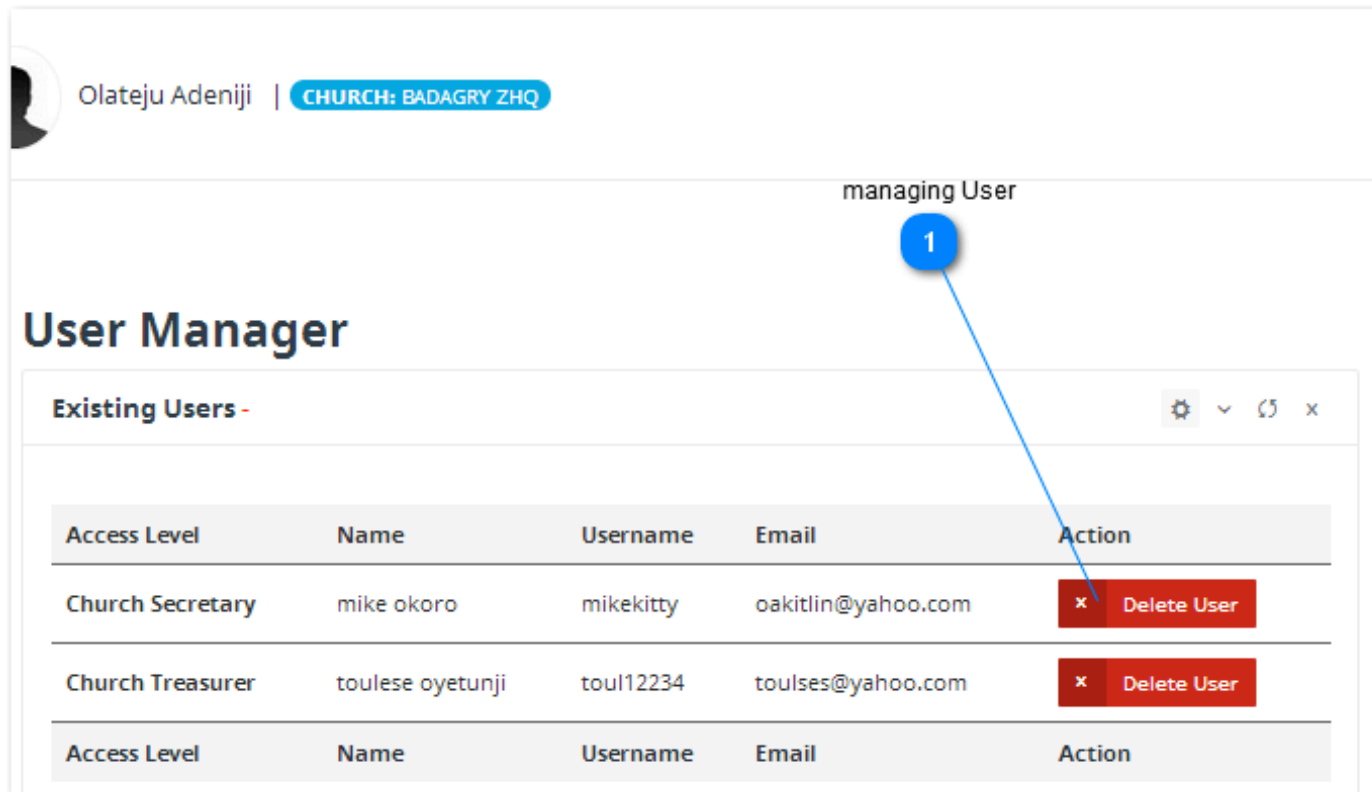 Olateju Adeniji | CHURCH: BADAGRY ZHQ
managing User
1
User Manager
Existing Users -
Access Level Name Username Email Action
Church Secretary mike okoro mikekitty oakitlin@yahoo.com x Delete User
Church Treasurer toulese oyetunji toul12234 toulses@yahoo.com x Delete User
Access Level Name Username Email Action